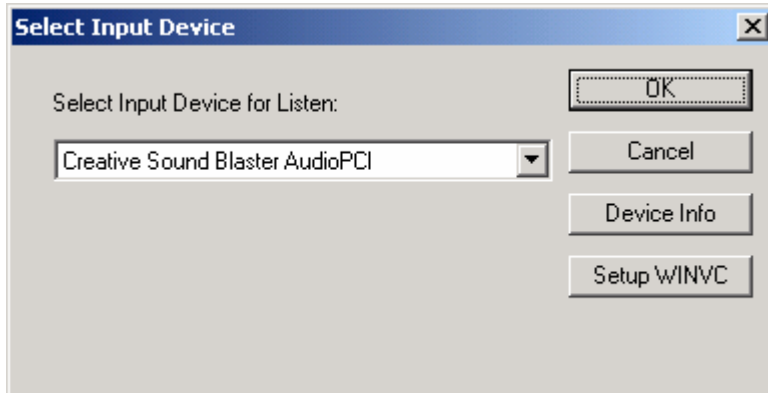 Select Input Device
Select Input Device for Listen:
Creative Sound Blaster AudioPCI
OK
Cancel
Device Info
Setup WINVC